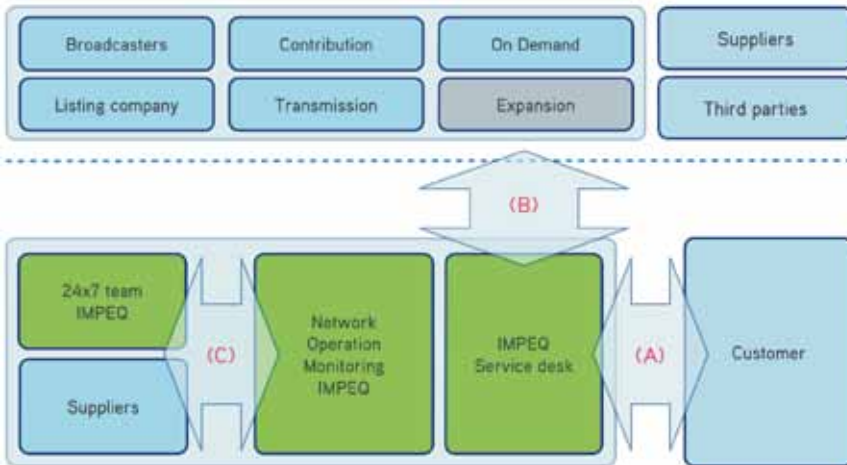 Broadcasters
Contribution
On Demand
Suppliers
Listing company
Transmission
Expansion
Third parties
(B)
24x7 team
IMPEQ
Suppliers
(C)
Network
Operation
Monitoring
IMPEQ
IMPEQ
Service desk
(A)
Customer